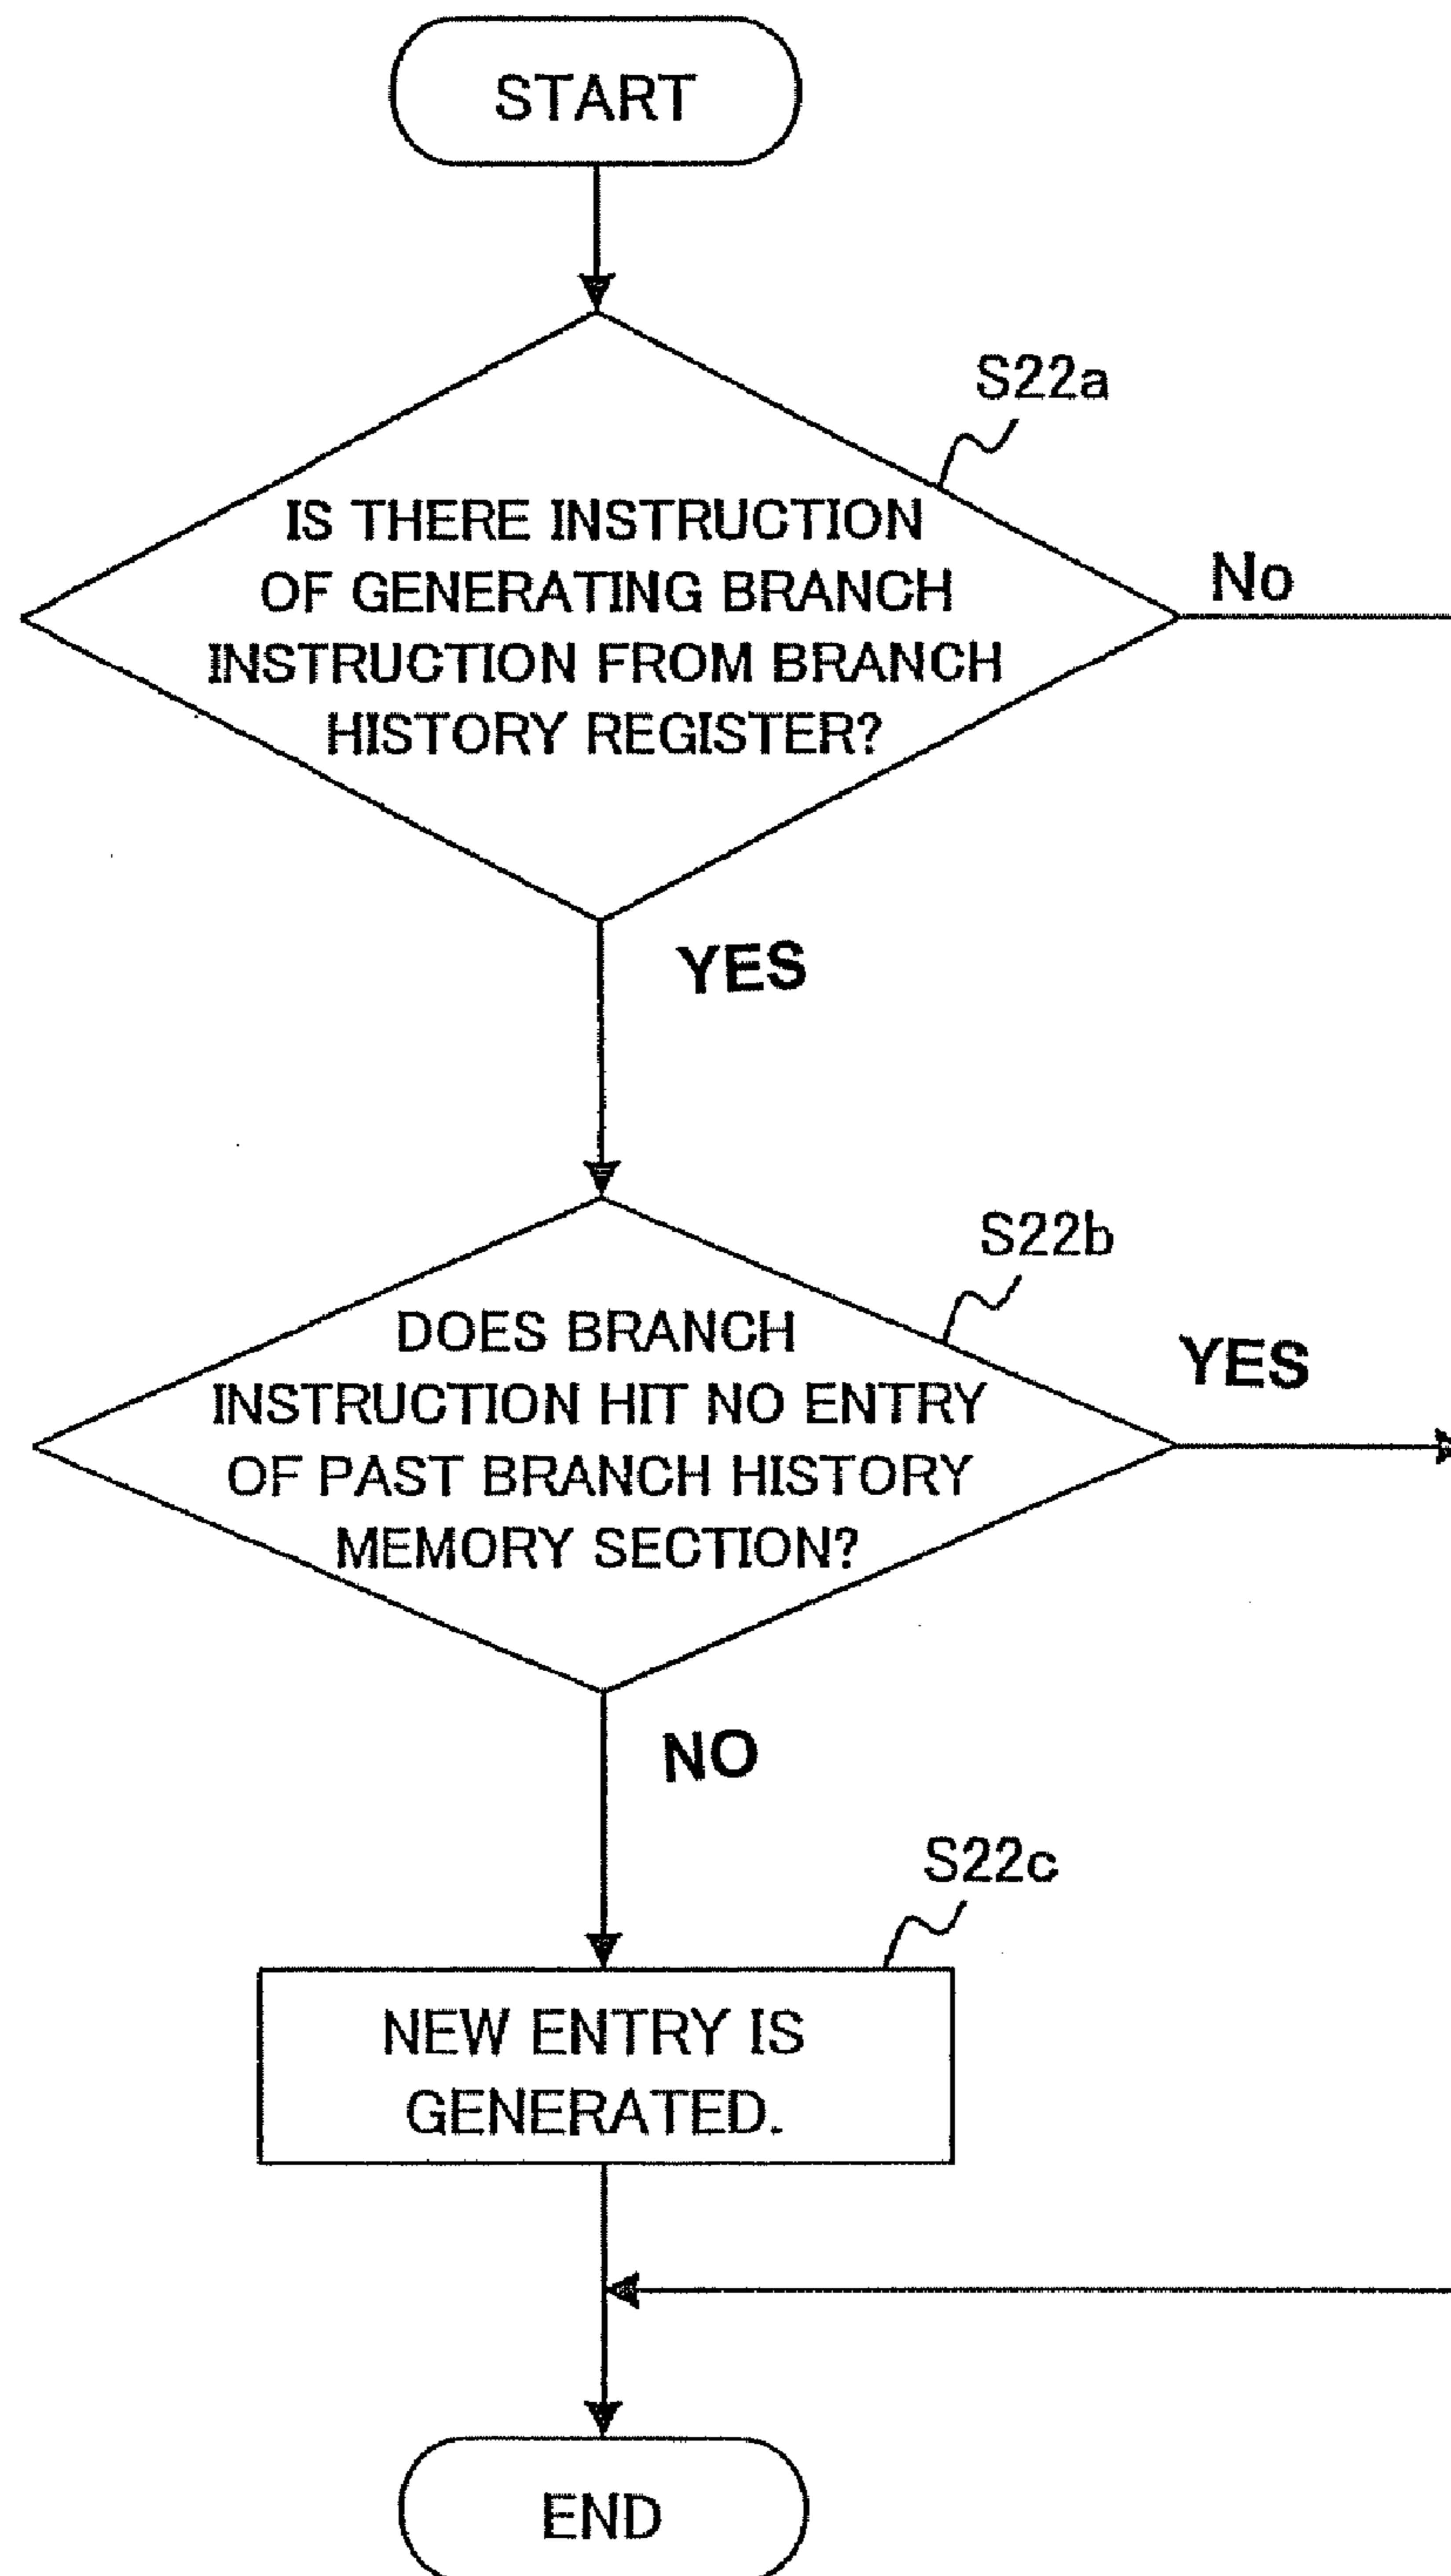 START
S22a
IS THERE INSTRUCTION
OF GENERATING BRANCH
INSTRUCTION FROM BRANCH
HISTORY REGISTER?
No
YES
S22b
DOES BRANCH
INSTRUCTION HIT NO ENTRY
OF PAST BRANCH HISTORY
MEMORY SECTION?
YES
NO
S22c
NEW ENTRY IS
GENERATED.
END